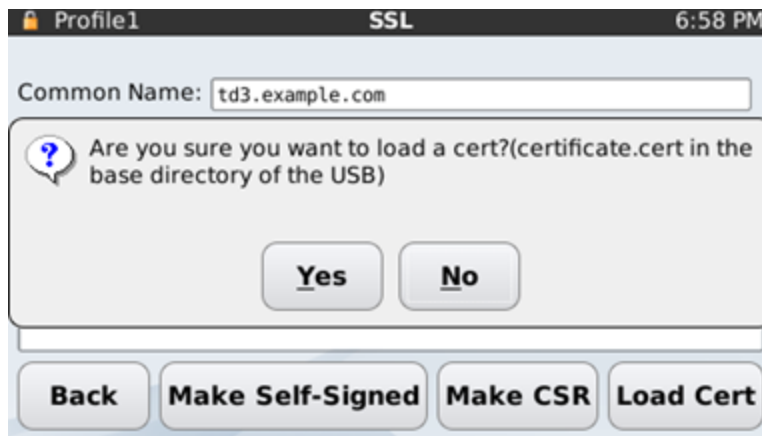 Profile1 SSL 6:58 PM
Common Name: td3.example.com
? Are you sure you want to load a cert?(certificate.cert in the
base directory of the USB)
Yes No
Back Make Self-Signed Make CSR Load Cert